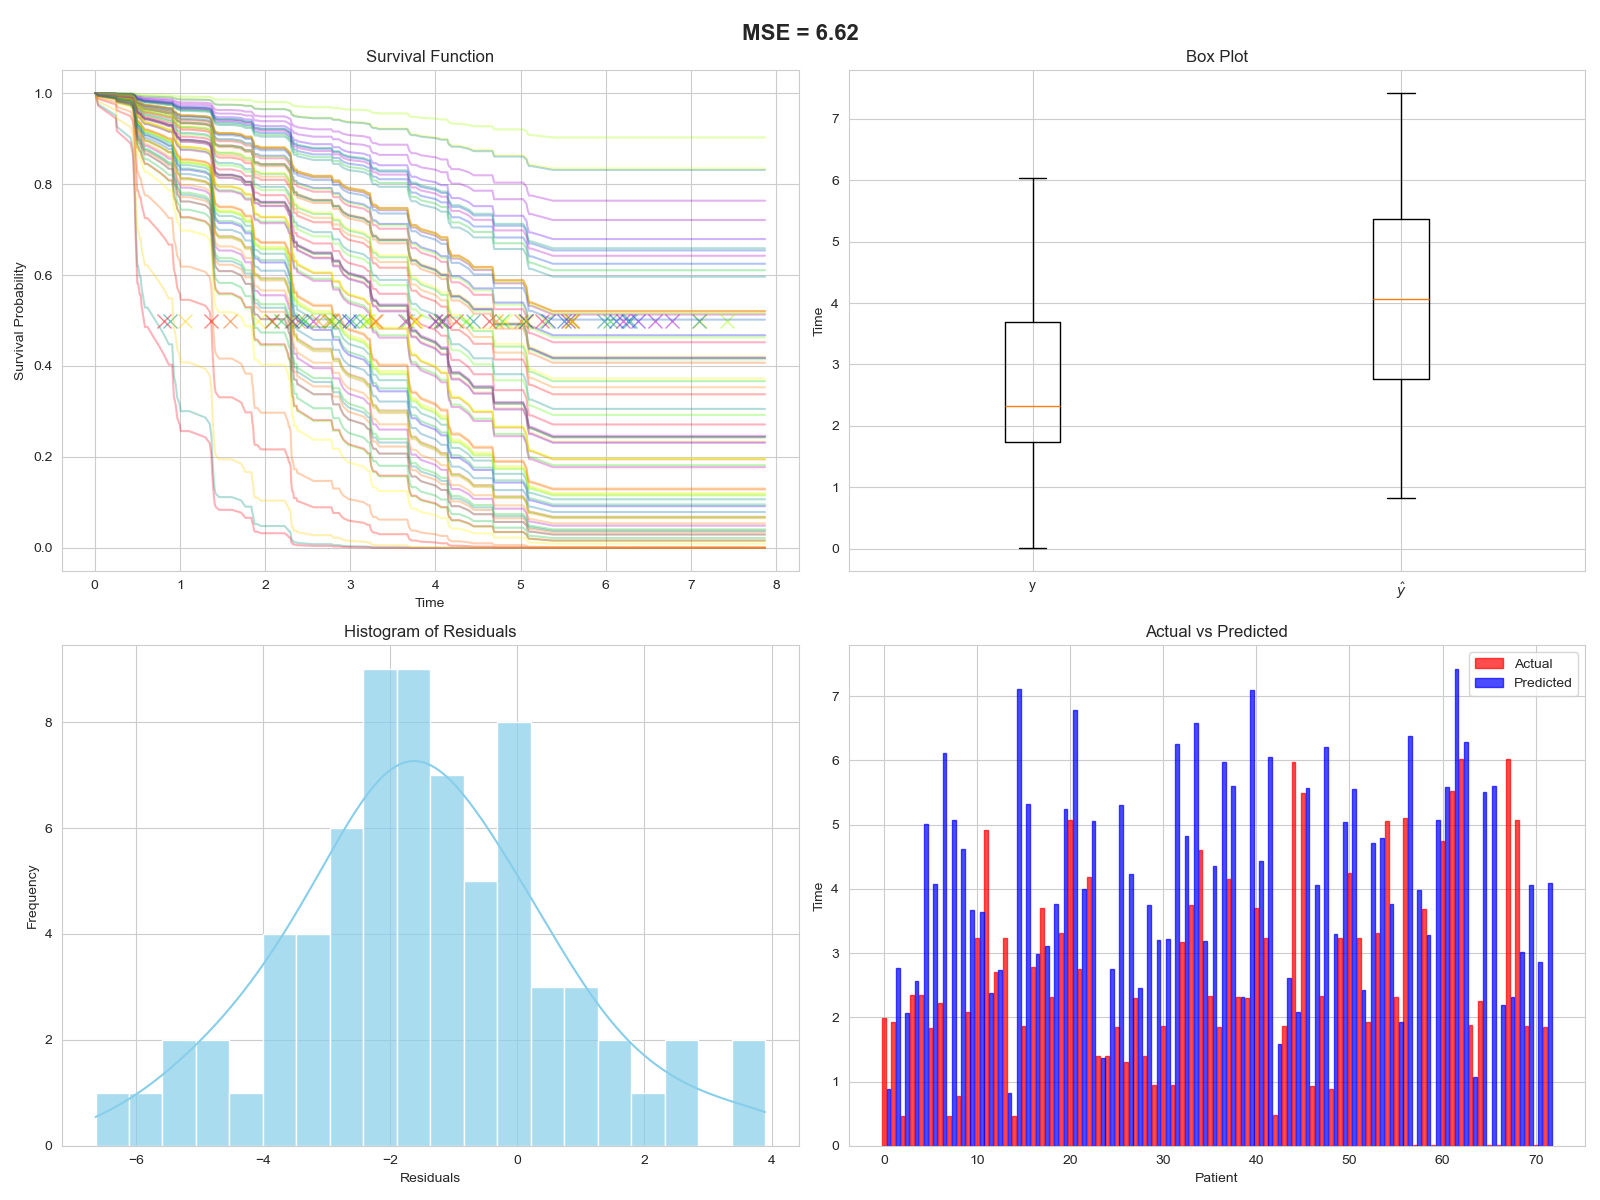 MSE = 6.62
Survival Function
Survival Probability
1.0
0.8
0.6
0.4
0.2
0.0
0 1 2 3 4 5 6 7 8
Time
Box Plot
Time
7
6
5
4
3
2
1
0
y ŷ
Histogram of Residuals
Frequency
8
6
4
2
0
−6 −4 −2 0 2 4
Residuals
Actual vs Predicted
Actual
Predicted
Time
7
6
5
4
3
2
1
0
0 10 20 30 40 50 60 70
Patient